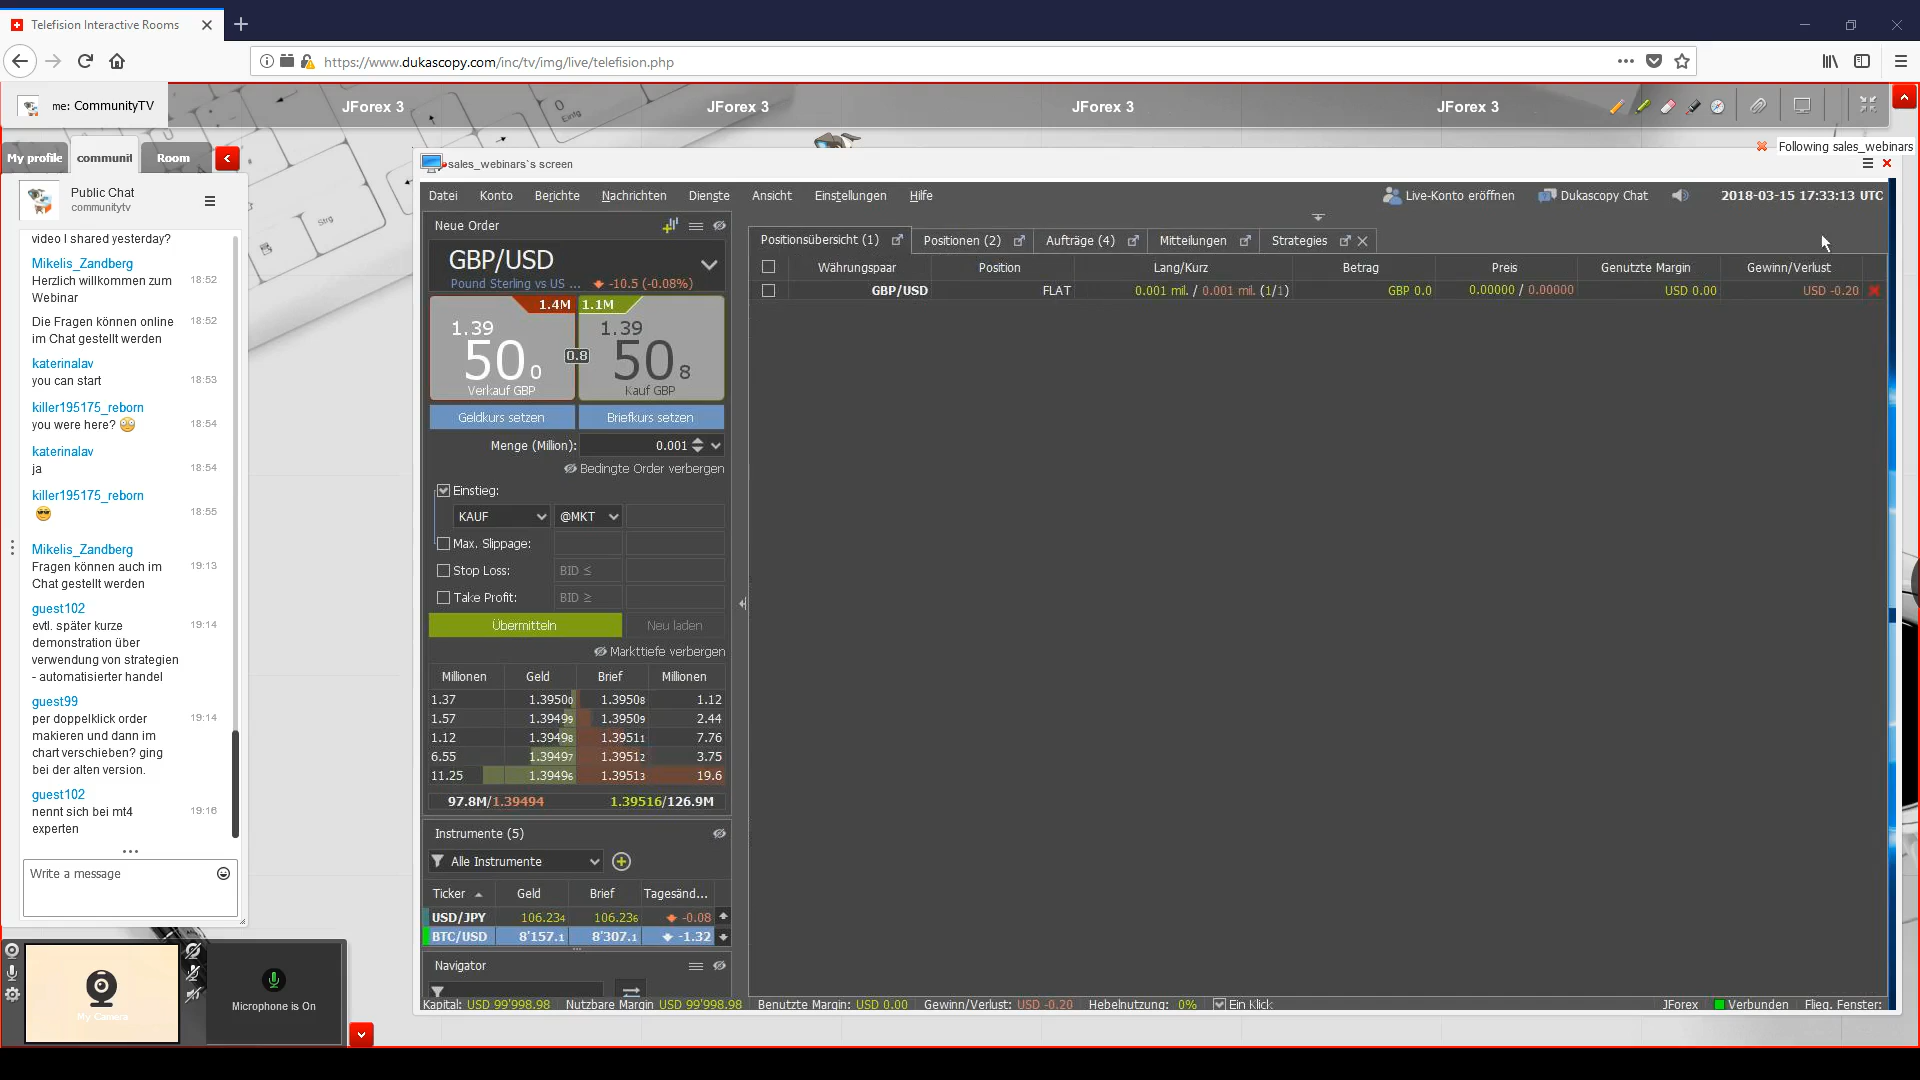 Telefision Interactive Rooms
https://www.dukascopy.com/inc/tv/img/live/telefision.php
me: CommunityTV
JForex 3
JForex 3
JForex 3
JForex 3
Following sales_webinars
My profile
communit
Room
Public Chat
communitytv
video I shared yesterday?
Mikelis_Zandberg
Herzlich willkommen zum
Webinar
18:52
Die Fragen können online
im Chat gestellt werden
18:52
katerinalav
you can start
18:53
killer195175_reborn
you were here?
18:54
katerinalav
ja
18:54
killer195175_reborn
18:55
Mikelis_Zandberg
Fragen können auch im
Chat gestellt werden
19:13
guest102
evtl. später kurze
demonstration über
verwendung von strategien
- automatisierter handel
19:14
guest99
per doppelklick order
makieren und dann im
chart verschieben? ging
bei der alten version.
19:14
guest102
nennt sich bei mt4
experten
19:16
Write a message
My Camera
Microphone is On
sales_webinars`s screen
Datei Konto Berichte Nachrichten Dienste Ansicht Einstellungen Hilfe
Live-Konto eröffnen Dukascopy Chat 2018-03-15 17:33:13 UTC
Neue Order
GBP/USD
Pound Sterling vs US ... -10.5 (-0.08%)
1.4M 1.1M
1.39 1.39
50 0 0.8 50 8
Verkauf GBP Kauf GBP
Geldkurs setzen Briefkurs setzen
Menge (Million): 0.001
Bedingte Order verbergen
Einstieg:
KAUF @MKT
Max. Slippage:
Stop Loss: BID ≤
Take Profit: BID ≥
Übermitteln Neu laden
Markttiefe verbergen
Millionen Geld Brief Millionen
1.37 1.39500 1.39508 1.12
1.57 1.39499 1.39509 2.44
1.12 1.39498 1.39511 7.76
6.55 1.39497 1.39512 3.75
11.25 1.39496 1.39513 19.6
97.8M/1.39494 1.39516/126.9M
Instrumente (5)
Alle Instrumente
Ticker Geld Brief Tagesänd...
USD/JPY 106.234 106.236 -0.08
BTC/USD 8'157.1 8'307.1 -1.32
Navigator
Positionsübersicht (1) Positionen (2) Aufträge (4) Mitteilungen Strategies
Währungspaar Position Lang/Kurz Betrag Preis Genutzte Margin Gewinn/Verlust
GBP/USD FLAT 0.001 mil. / 0.001 mil. (1/1) GBP 0.0 0.00000 / 0.00000 USD 0.00 USD -0.20
Kapital: USD 99'998.98 Nutzbare Margin USD 99'998.98 Benutzte Margin: USD 0.00 Gewinn/Verlust: USD -0.20 Hebelnutzung: 0% Ein Klick JForex Verbunden Flieg. Fenster: